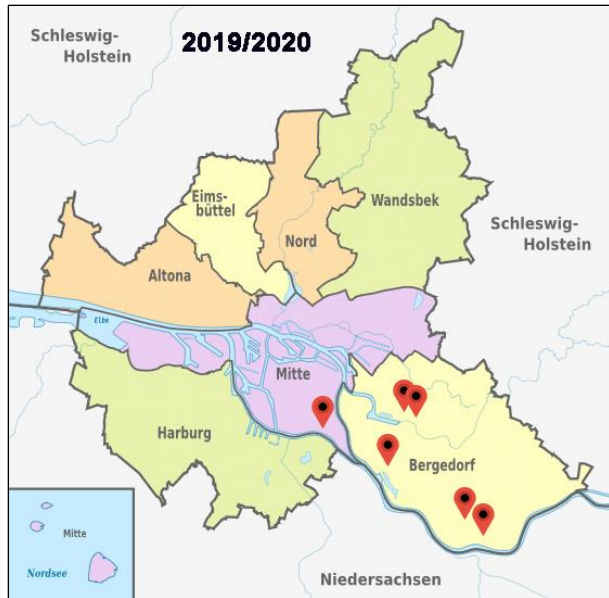 Schleswig-
Holstein
2019/2020
Eims-
büttel
Nord
Wandsbek
Schleswig-
Holstein
Altona
Elbe
Mitte
Harburg
Bergedorf
Mitte
Nordsee
Niedersachsen